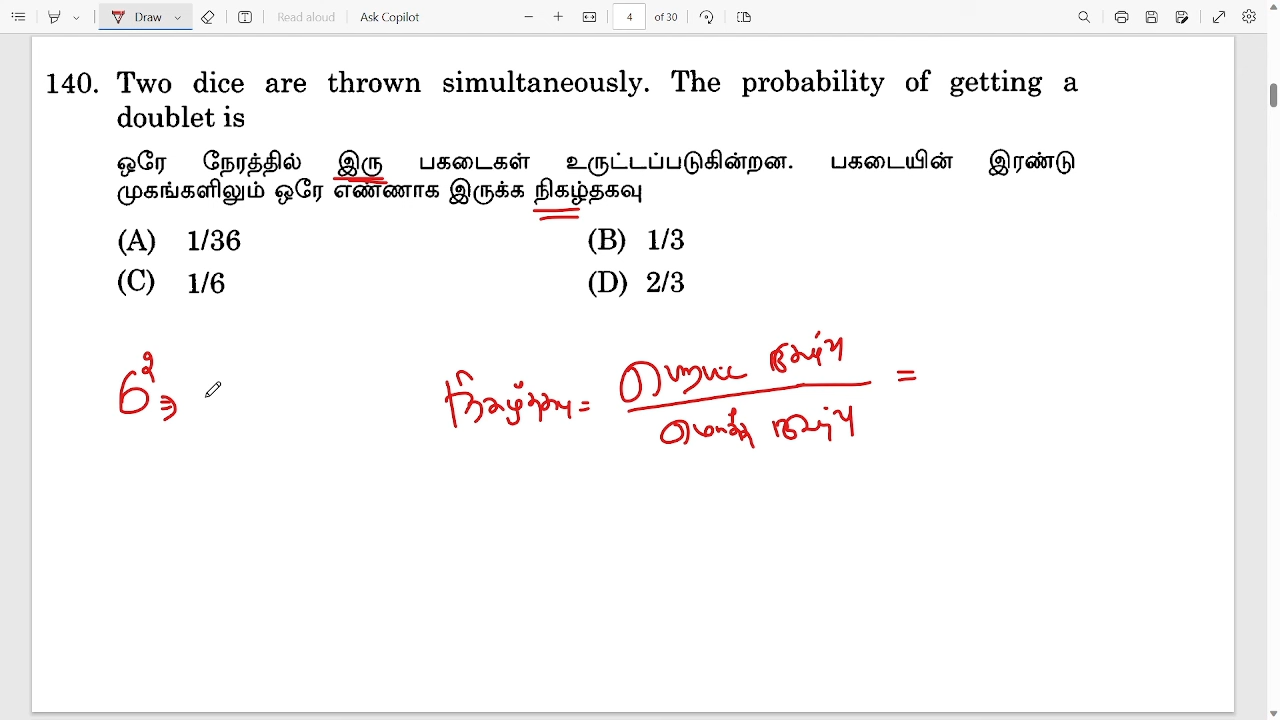 Draw
Read aloud
Ask Copilot
4 of 30
140. Two dice are thrown simultaneously. The probability of getting a
doublet is
ஒரே நேரத்தில் இரு பகடைகள் உருட்டப்படுகின்றன. பகடையின் இரண்டு
முகங்களிலும் ஒரே எண்ணாக இருக்க நிகழ்தகவு
(A) 1/36 (B) 1/3
(C) 1/6 (D) 2/3
6² ⇒
=
மொத்த